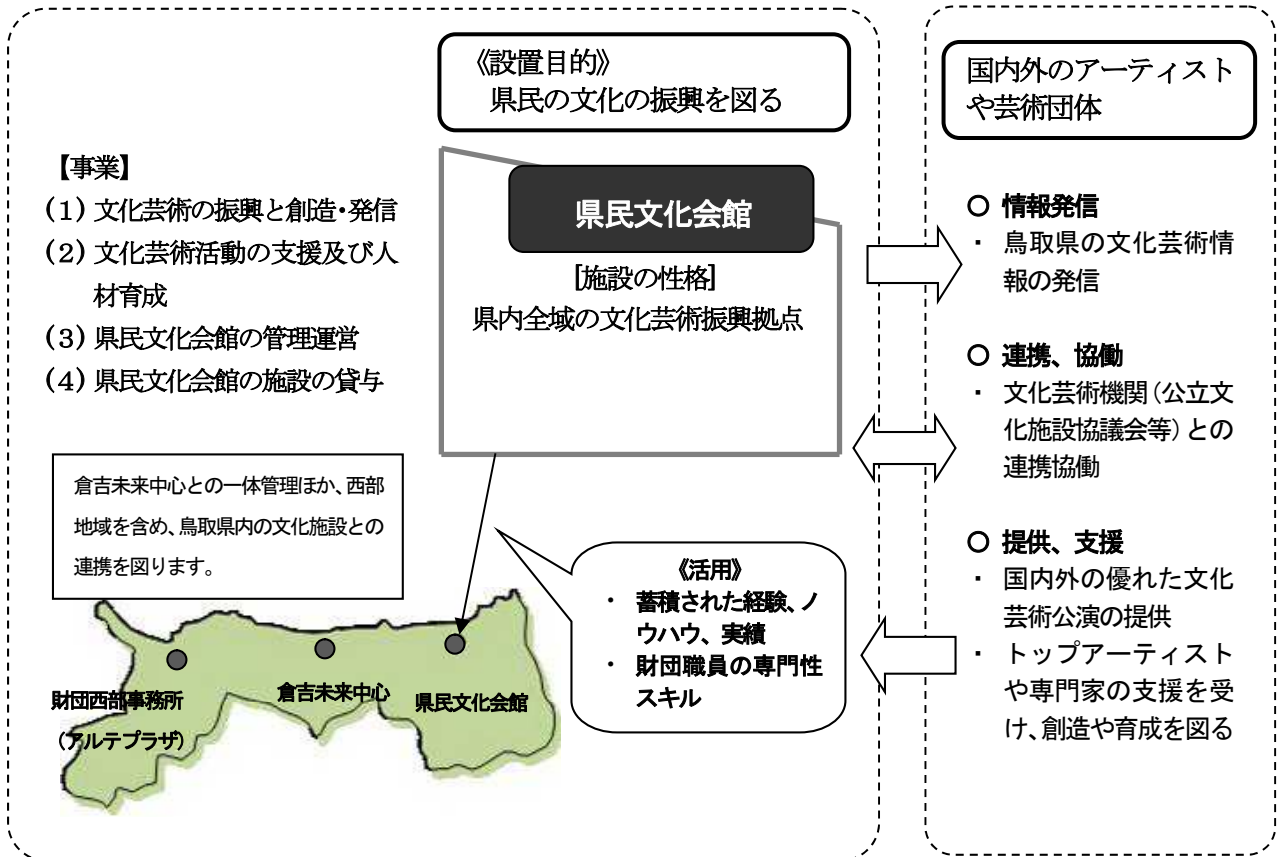 《設置目的》
県民の文化の振興を図る
【事業】
(1) 文化芸術の振興と創造・発信
(2) 文化芸術活動の支援及び人
材育成
(3) 県民文化会館の管理運営
(4) 県民文化会館の施設の貸与
県民文化会館
[施設の性格]
県内全域の文化芸術振興拠点
倉吉未来中心との一体管理ほか、西部
地域を含め、鳥取県内の文化施設との
連携を図ります。
《活用》
・ 蓄積された経験、ノ
ウハウ、実績
・ 財団職員の専門性
スキル
財団西部事務所
(アルテプラザ)
倉吉未来中心
県民文化会館
国内外のアーティスト
や芸術団体
○ 情報発信
・ 鳥取県の文化芸術情
報の発信
○ 連携、協働
・ 文化芸術機関(公立文
化施設協議会等)との
連携協働
○ 提供、支援
・ 国内外の優れた文化
芸術公演の提供
・ トップアーティスト
や専門家の支援を受
け、創造や育成を図る